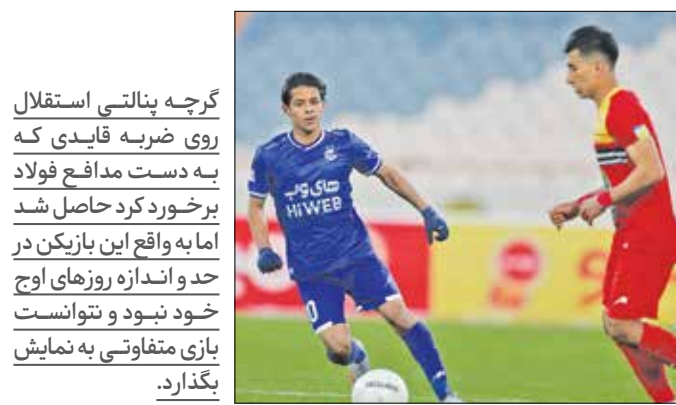 گرچه پنالتی استقلال
روی ضربه قایدی که
به دست مدافع فولاد
برخورد کرد حاصل شد
اما به واقع این بازیکن در
حد و اندازه روزهای اوج
خود نبود و نتوانست
بازی متفاوتی به نمایش
بگذارد.
های وب
HIWEB